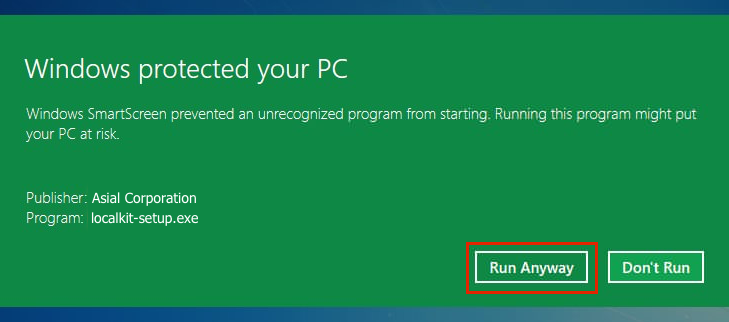 Windows protected your PC
Windows SmartScreen prevented an unrecognized program from starting. Running this program might put
your PC at risk.
Publisher: Asial Corporation
Program: localkit-setup.exe
Run Anyway
Don't Run